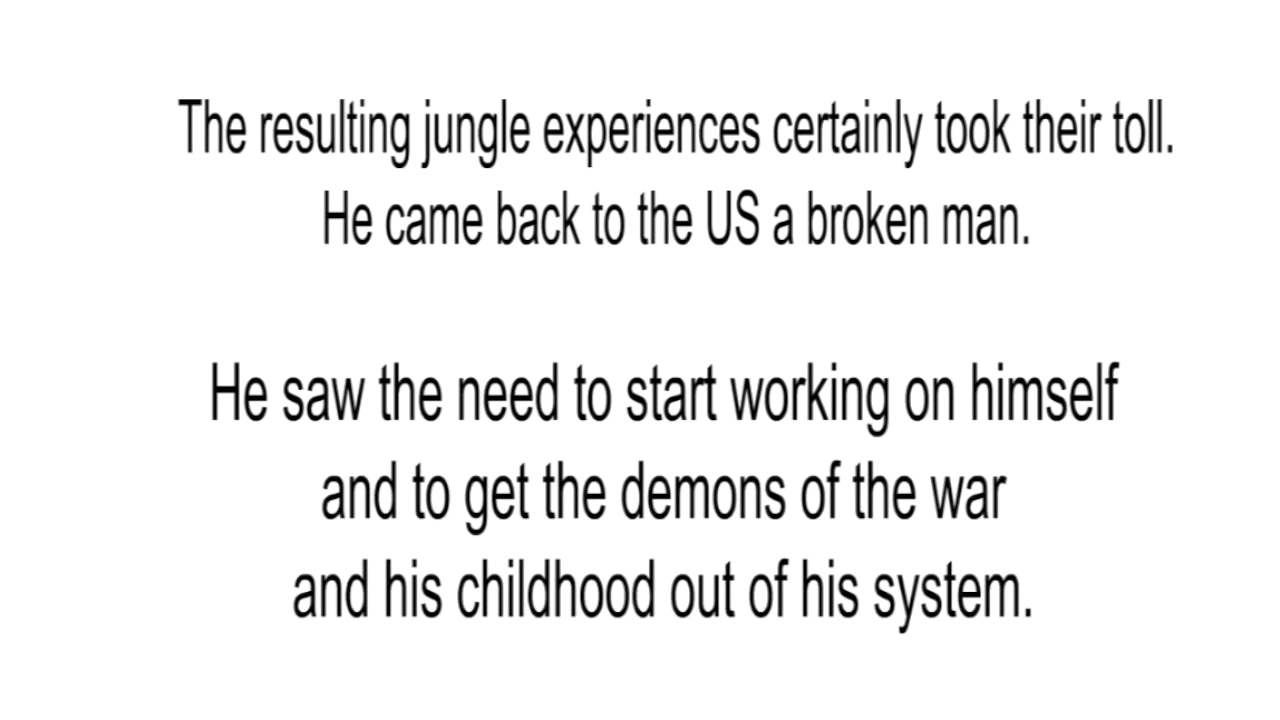 The resulting jungle experiences certainly took their toll.
He came back to the US a broken man.
He saw the need to start working on himself
and to get the demons of the war
and his childhood out of his system.